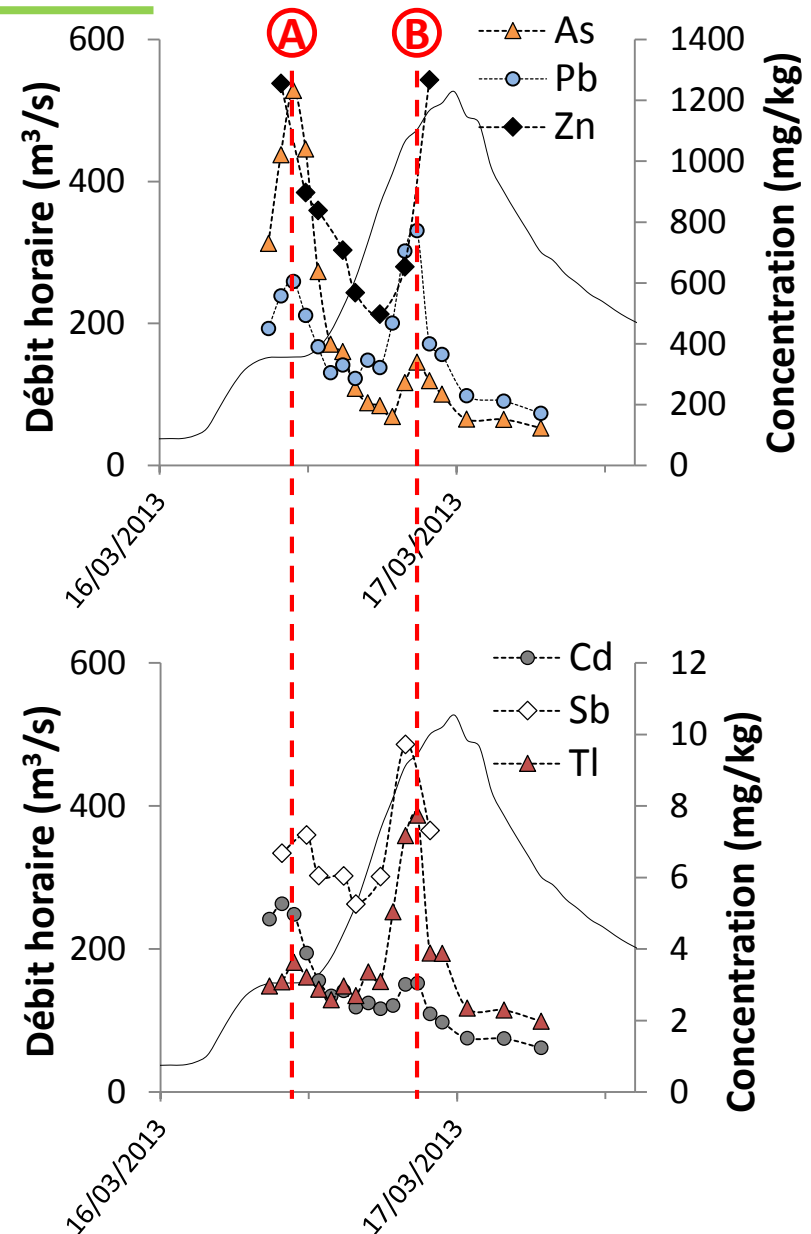 A
B
600
400
200
0
Débit horaire (m³/s)
1400
1200
1000
800
600
400
200
0
Concentration (mg/kg)
As
Pb
Zn
16/03/2013
17/03/2013
600
400
200
0
Débit horaire (m³/s)
12
10
8
6
4
2
0
Concentration (mg/kg)
Cd
Sb
Tl
16/03/2013
17/03/2013